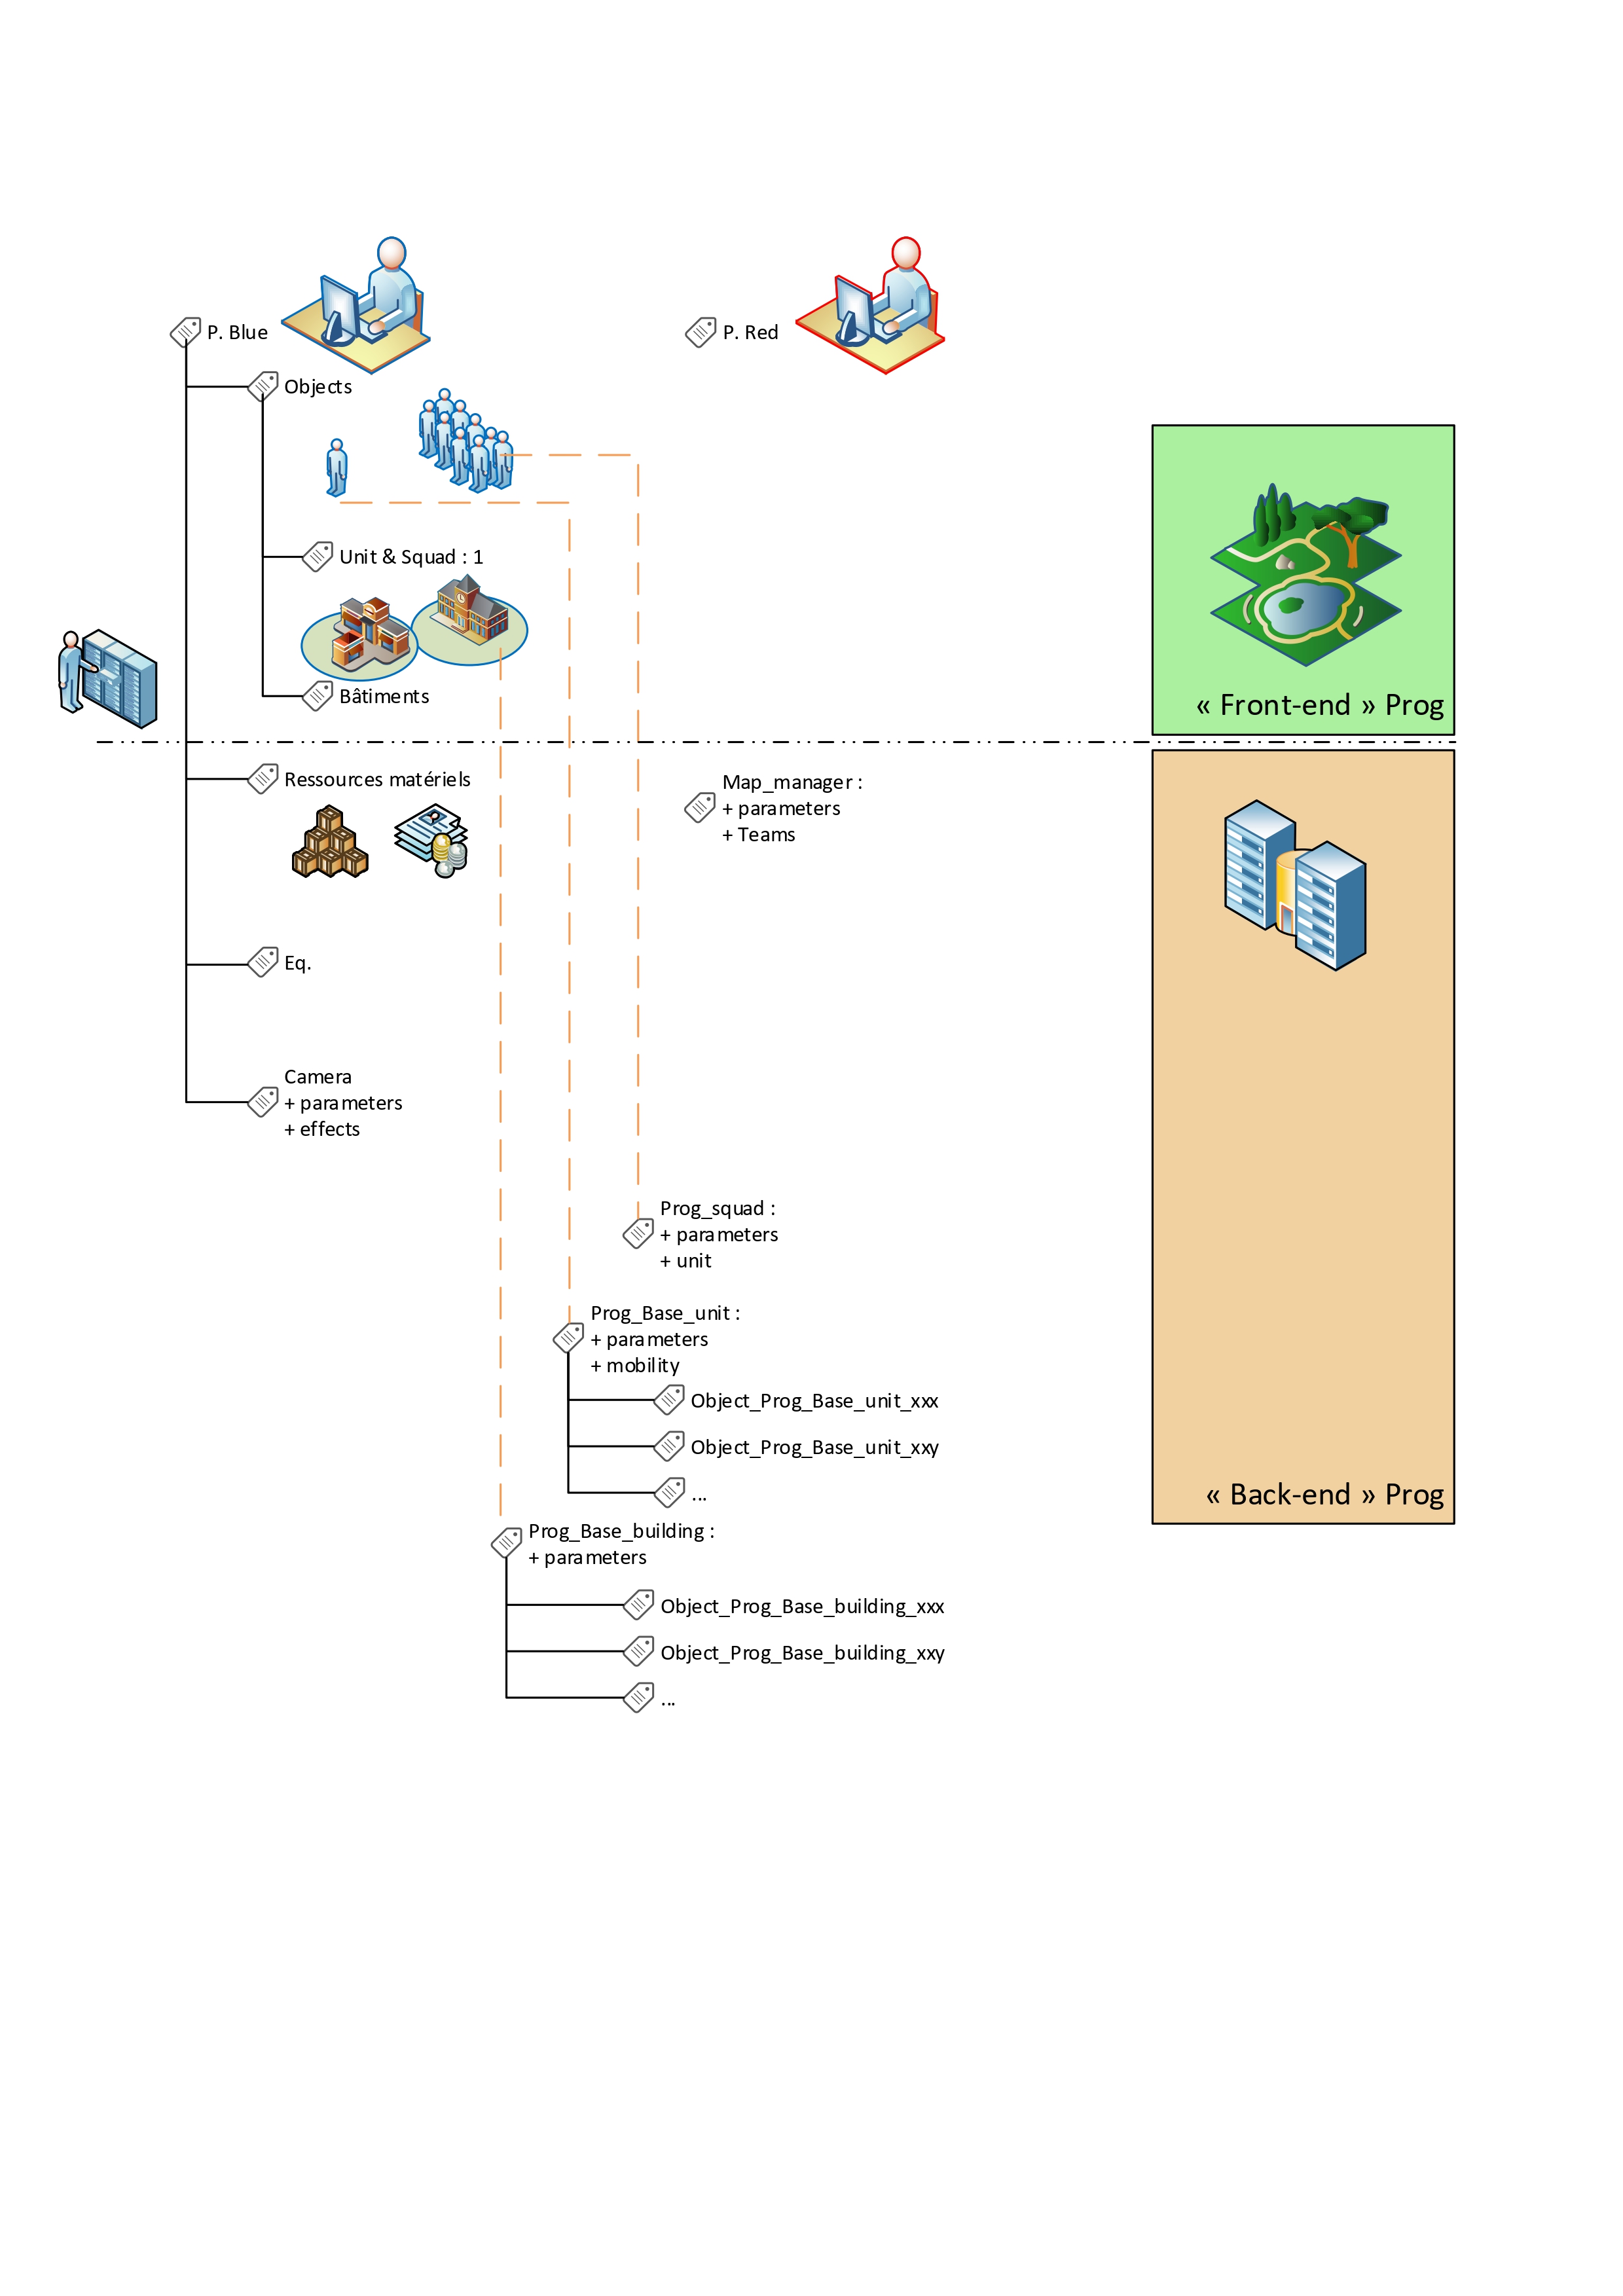 P. Blue
P. Red
Objects
Unit & Squad : 1
Bâtiments
« Front-end » Prog
Ressources matériels
Map_manager :
+ parameters
+ Teams
Eq.
Camera
+ parameters
+ effects
Prog_squad :
+ parameters
+ unit
Prog_Base_unit :
+ parameters
+ mobility
Object_Prog_Base_unit_xxx
Object_Prog_Base_unit_xxy
...
« Back-end » Prog
Prog_Base_building :
+ parameters
Object_Prog_Base_building_xxx
Object_Prog_Base_building_xxy
...